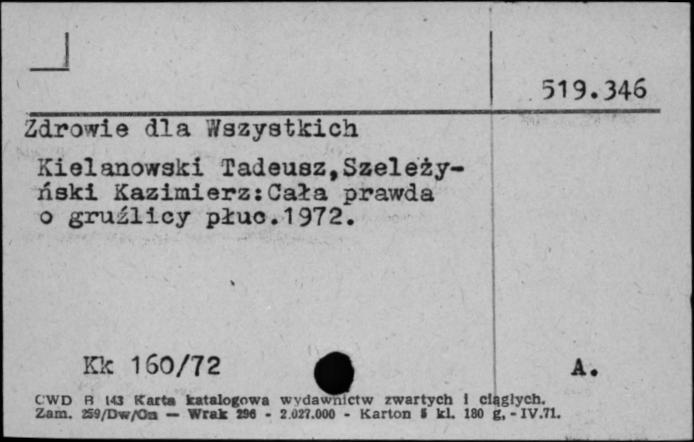 519.346
Zdrowie dla Wszystkich
Kielanowski Tadeusz,Szeleży-
ński Kazimierz:Cała prawda
o gruźlicy płuc.1972.
Kk 160/72 A.
CWD B 143 Karta katalogowa wydawnictw zwartych i ciągłych.
Zam. 259/Dw/Om — Wrak 296 - 2.027.000 - Karton 5 kl. 180 g, - IV.71.